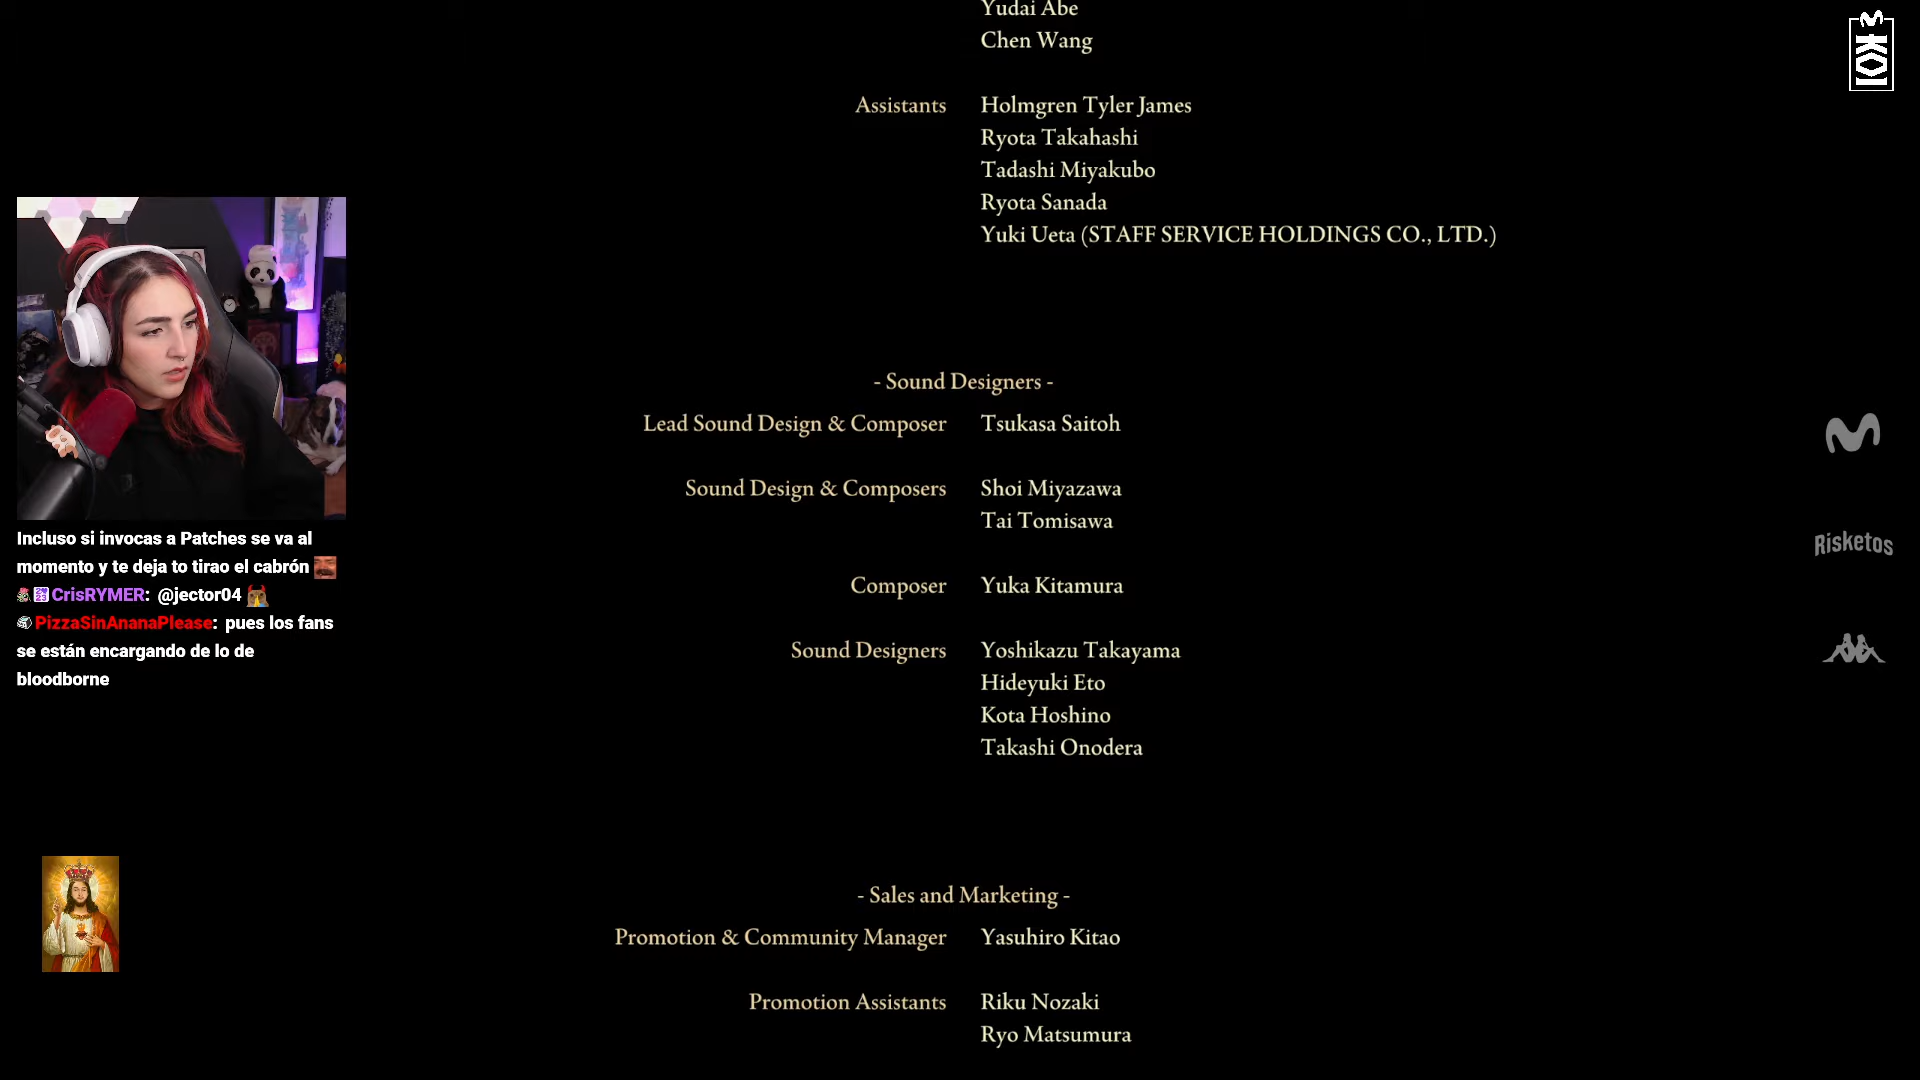 Yudai Abe
Chen Wang
Assistants Holmgren Tyler James
Ryota Takahashi
Tadashi Miyakubo
Ryota Sanada
Yuki Ueta (STAFF SERVICE HOLDINGS CO., LTD.)
- Sound Designers -
Lead Sound Design & Composer Tsukasa Saitoh
Sound Design & Composers Shoi Miyazawa
Tai Tomisawa
Composer Yuka Kitamura
Sound Designers Yoshikazu Takayama
Hideyuki Eto
Kota Hoshino
Takashi Onodera
- Sales and Marketing -
Promotion & Community Manager Yasuhiro Kitao
Promotion Assistants Riku Nozaki
Ryo Matsumura
Incluso si invocas a Patches se va al
momento y te deja to tirao el cabrón
CrisRYMER: @jector04
PizzaSinAnanaPlease: pues los fans
se están encargando de lo de
bloodborne
KOI
Risketos